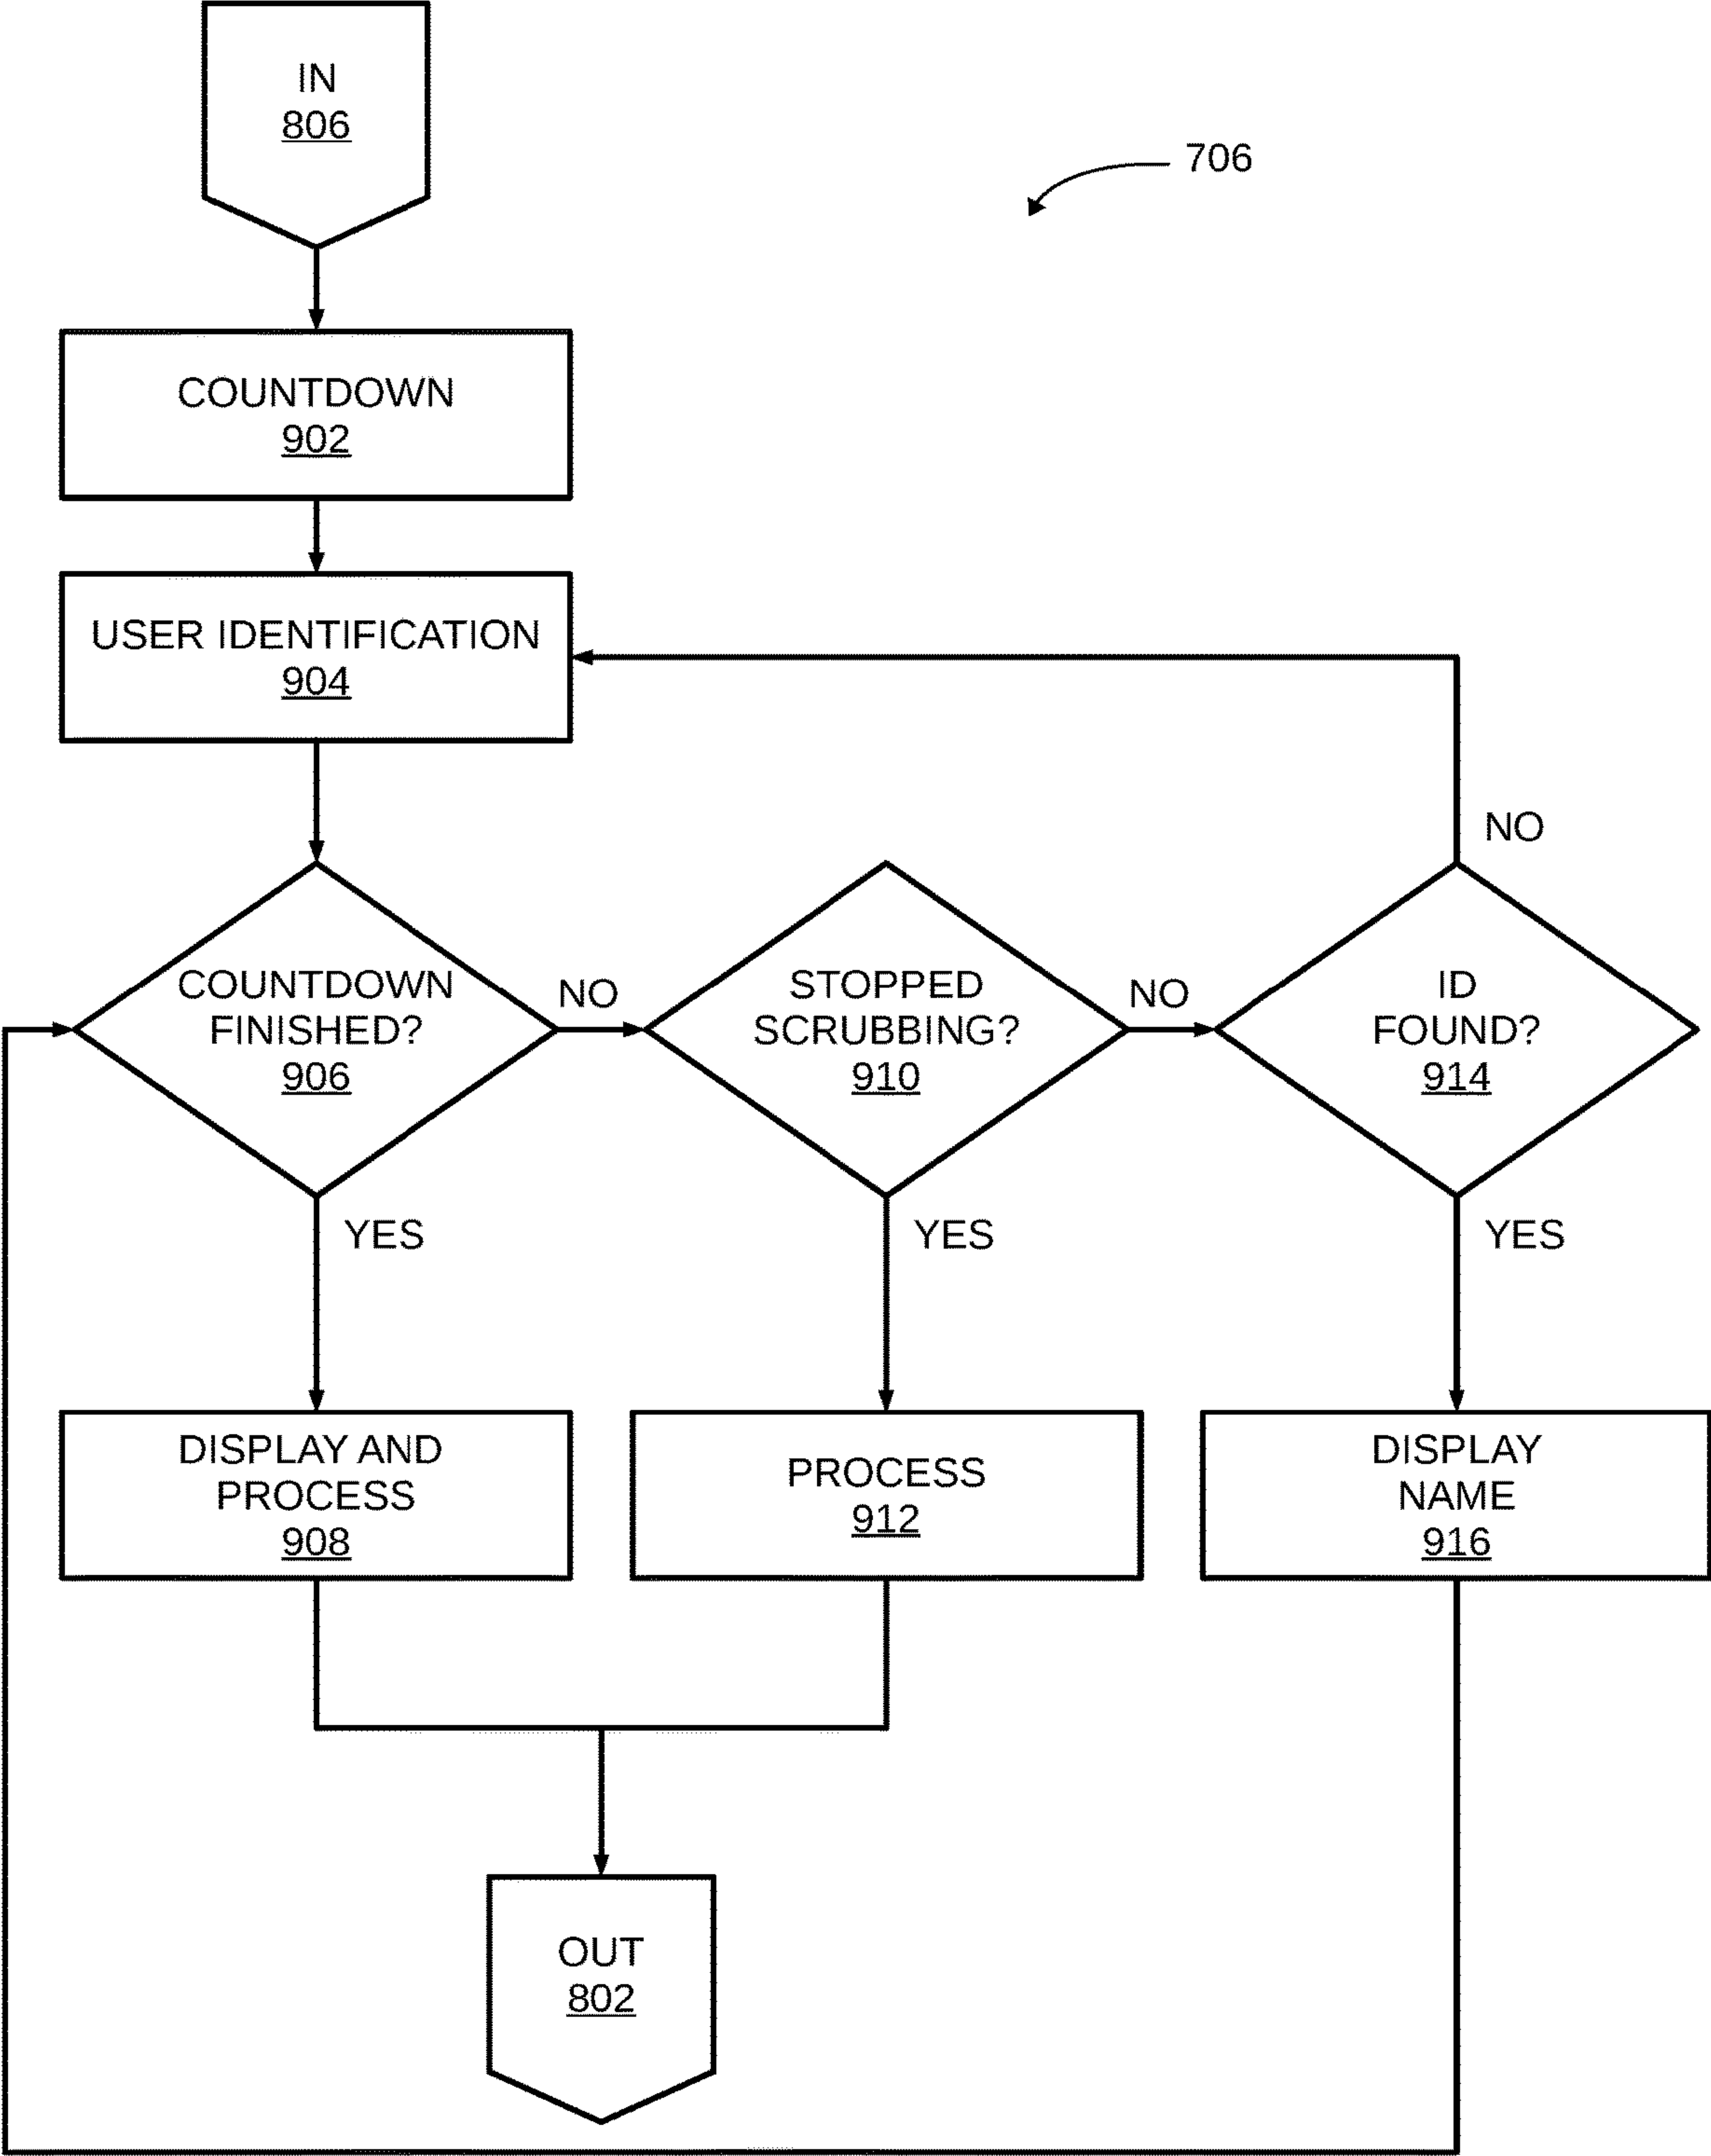 IN
806
706
COUNTDOWN
902
USER IDENTIFICATION
904
NO
COUNTDOWN
FINISHED?
906
NO
STOPPED
SCRUBBING?
910
NO
ID
FOUND?
914
YES
YES
YES
DISPLAY AND
PROCESS
908
PROCESS
912
DISPLAY
NAME
916
OUT
802